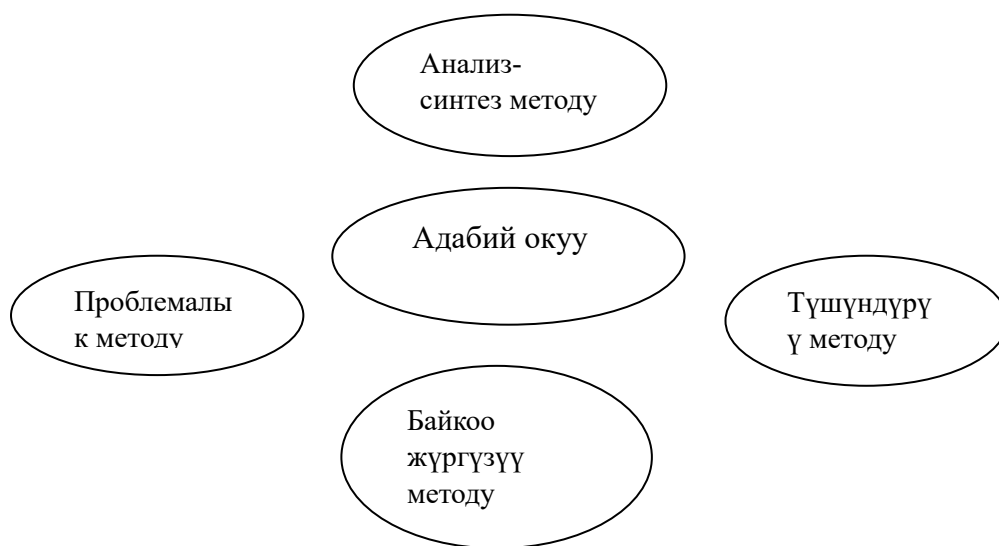 Анализ-
синтез методу
Адабий окуу
Проблемалы
к методу
Түшүндүрү
ү методу
Байкоо
жүргүзүү
методу